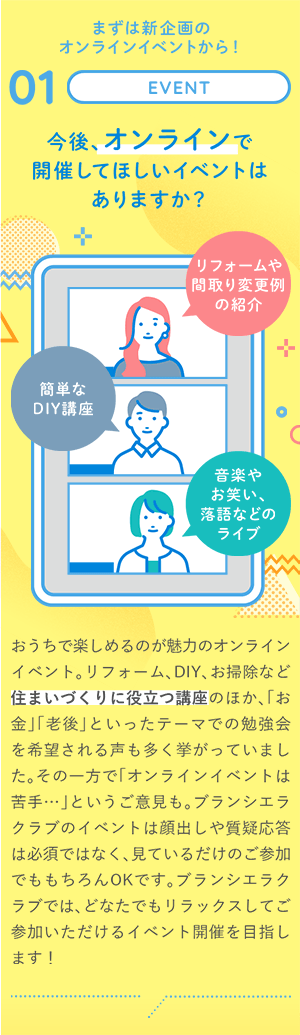 まずは新企画の
オンラインイベントから！
01 EVENT
今後、オンラインで
開催してほしいイベントは
ありますか？
リフォームや
間取り変更例
の紹介
簡単な
DIY講座
音楽や
お笑い、
落語などの
ライブ
おうちで楽しめるのが魅力のオンライン
イベント。リフォーム、DIY、お掃除など
住まいづくりに役立つ講座のほか、「お
金」「老後」といったテーマでの勉強会
を希望される声も多く挙がっていまし
た。その一方で「オンラインイベントは
苦手…」というご意見も。ブランシエラ
クラブのイベントは顔出しや質疑応答
は必須ではなく、見ているだけのご参加
でももちろんOKです。ブランシエラク
ラブでは、どなたでもリラックスしてご
参加いただけるイベント開催を目指し
ます！